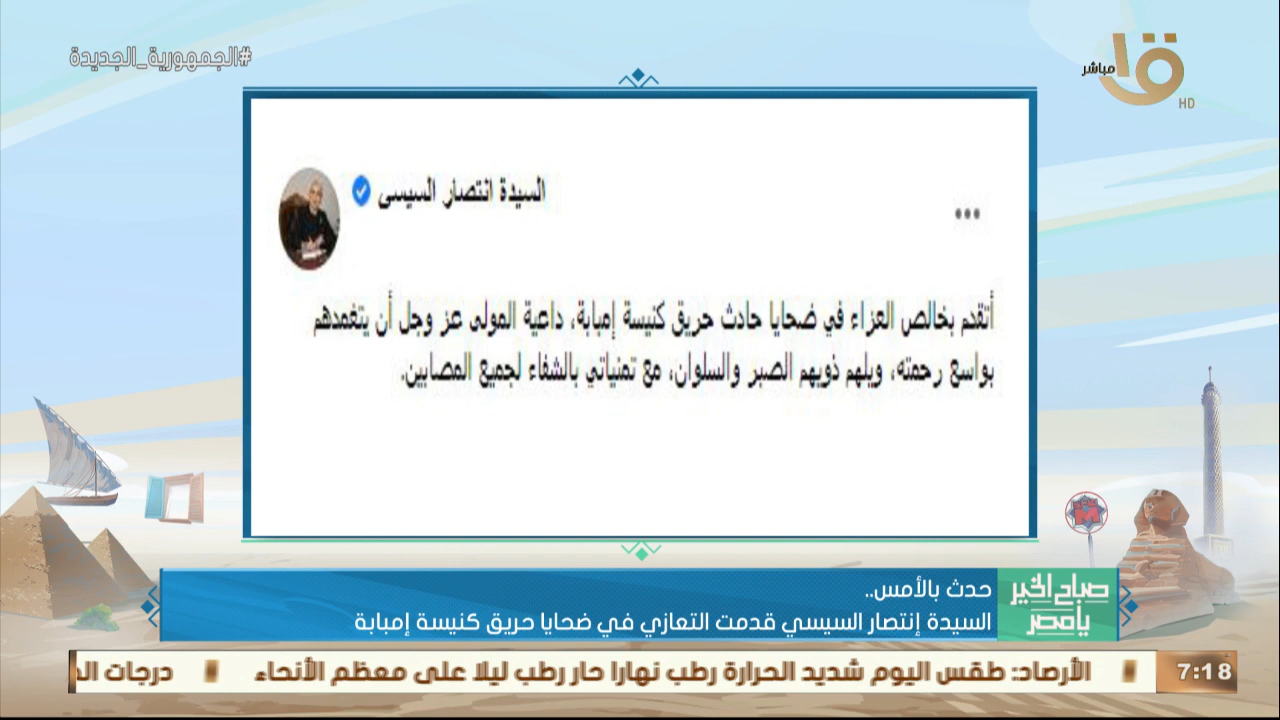 #الجمهورية_الجديدة
مباشر
HD
السيدة انتصار السيسى
أتقدم بخالص العزاء في ضحايا حادث حريق كنيسة إمبابة، داعية المولى عز وجل أن يتغمدهم
بواسع رحمته، ويلهم ذويهم الصبر والسلوان، مع تمنياتي بالشفاء لجميع المصابين.
M
صباح الخير
يا مصر
حدث بالأمس..
السيدة إنتصار السيسي قدمت التعازي في ضحايا حريق كنيسة إمبابة
7:18
الأرصاد: طقس اليوم شديد الحرارة رطب نهارا حار رطب ليلا على معظم الأنحاء
درجات